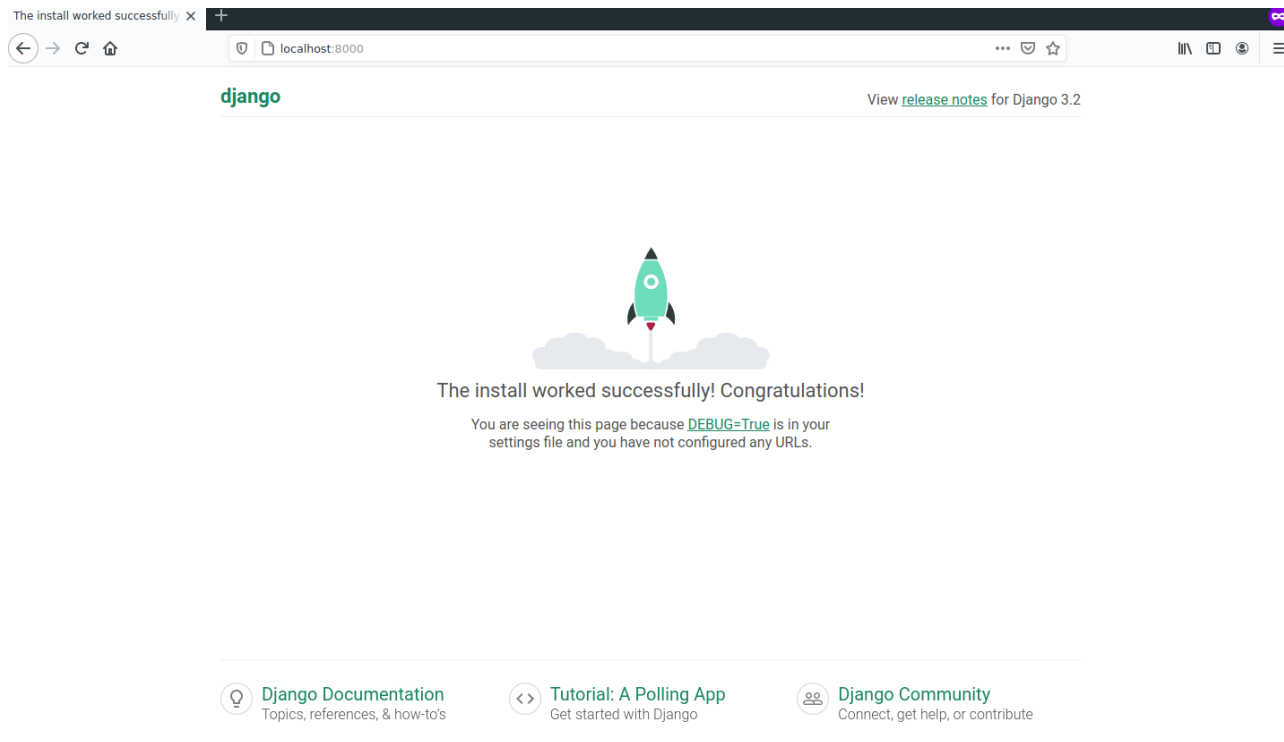 The install worked successfully
localhost:8000
django
View release notes for Django 3.2
The install worked successfully! Congratulations!
You are seeing this page because DEBUG=True is in your
settings file and you have not configured any URLs.
Django Documentation
Topics, references, & how-to's
Tutorial: A Polling App
Get started with Django
Django Community
Connect, get help, or contribute